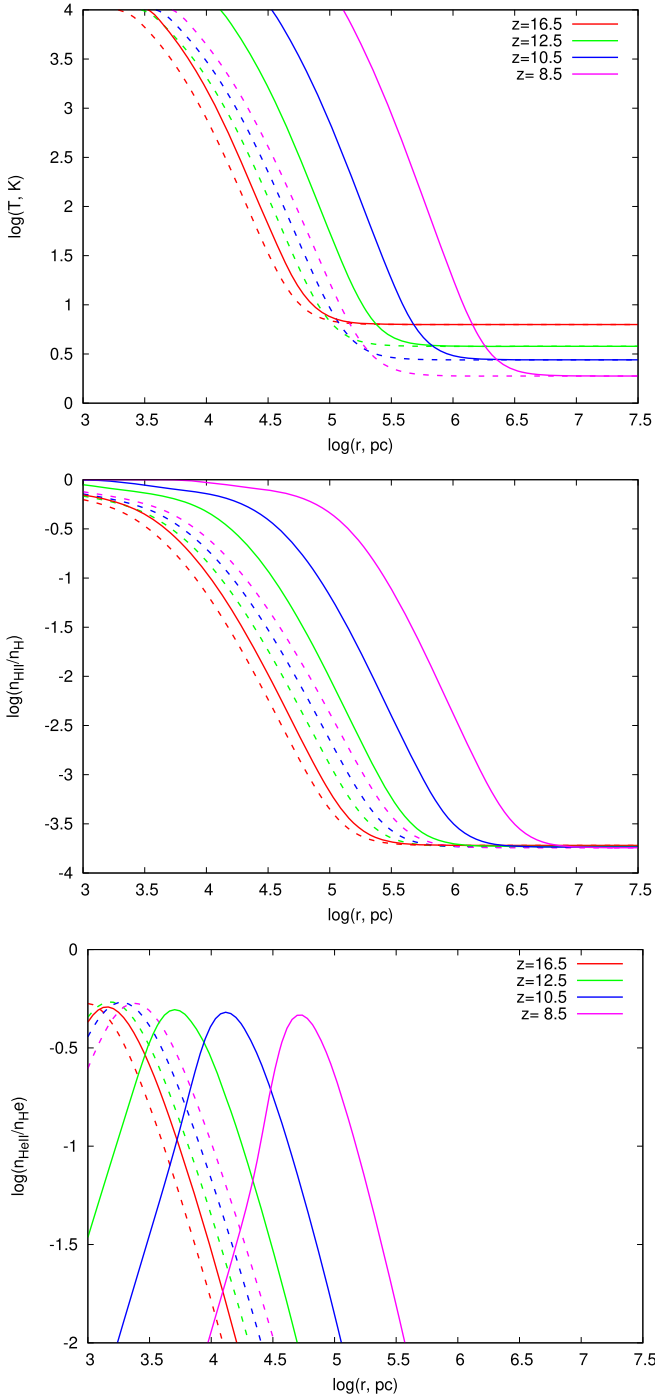 4
3.5
3
2.5
2
1.5
1
0.5
0
log(T, K)
z=16.5
z=12.5
z=10.5
z= 8.5
3 3.5 4 4.5 5 5.5 6 6.5 7 7.5
log(r, pc)
0
-0.5
-1
-1.5
-2
-2.5
-3
-3.5
-4
log(nHII/nH)
3 3.5 4 4.5 5 5.5 6 6.5 7 7.5
log(r, pc)
0
-0.5
-1
-1.5
-2
log(nHeII/nHe)
z=16.5
z=12.5
z=10.5
z= 8.5
3 3.5 4 4.5 5 5.5 6 6.5 7 7.5
log(r, pc)